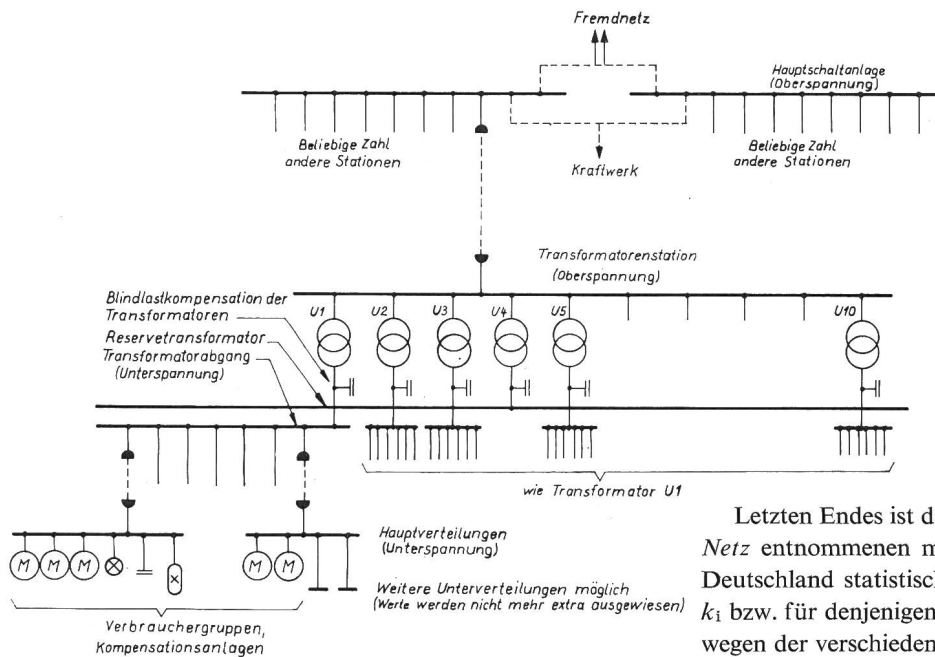 Fremdnetz
Hauptschaltanlage
(Oberspannung)
Beliebige Zahl
andere Stationen
Beliebige Zahl
andere Stationen
Kraftwerk
Transformatorenstation
(Oberspannung)
Blindlastkompensation der
Transformatoren
Reservetransformator
Transformatorabgang
(Unterspannung)
U1
U2
U3
U4
U5
U10
wie Transformator U1
Hauptverteilungen
(Unterspannung)
M
M
M
M
M
Weitere Unterverteilungen möglich
(Werte werden nicht mehr extra ausgewiesen)
Verbrauchergruppen,
Kompensationsanlagen
Letzten Endes ist d
Netz entnommenen m
Deutschland statistisch
ki bzw. für denjenigen
wegen der verschieden